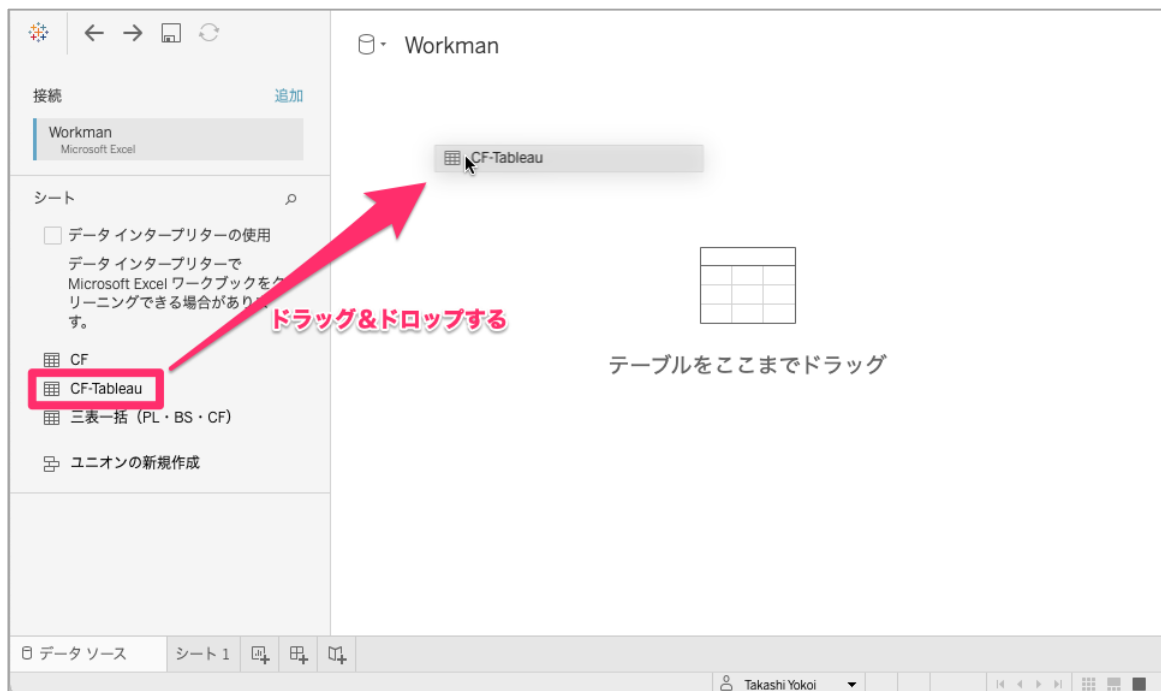 Workman
接続
追加
Workman
Microsoft Excel
CF-Tableau
シート
データ インタープリターの使用
データ インタープリターで
Microsoft Excel ワークブックをク
リーニングできる場合がありま
す。
ドラッグ&ドロップする
CF
テーブルをここまでドラッグ
CF-Tableau
三表一括（PL・BS・CF）
ユニオンの新規作成
データ ソース
シート 1
Takashi Yokoi